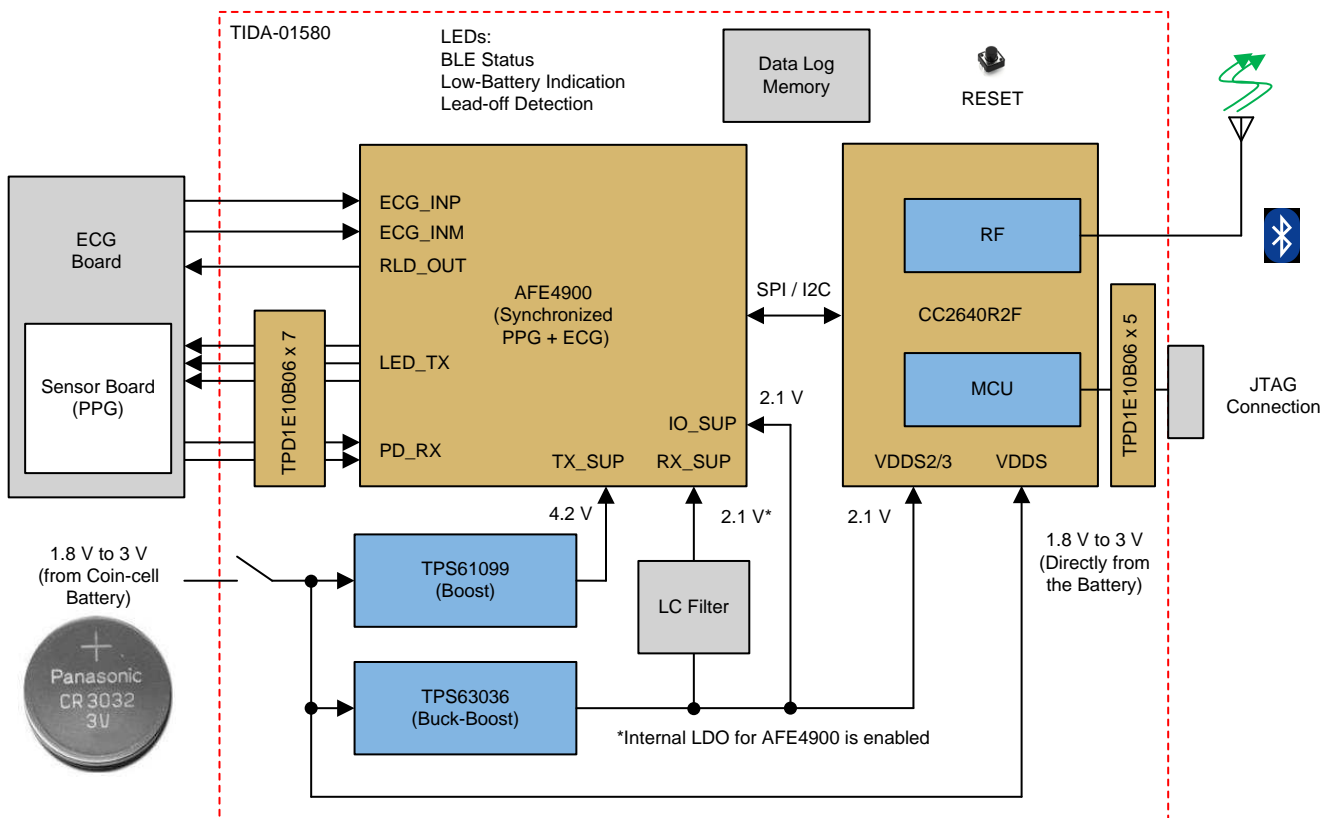 TIDA-01580
LEDs:
BLE Status
Low-Battery Indication
Lead-off Detection
Data Log
Memory
RESET
ECG
Board
Sensor Board
(PPG)
TPD1E10B06 x 7
ECG_INP
ECG_INM
RLD_OUT
LED_TX
PD_RX
AFE4900
(Synchronized
PPG + ECG)
IO_SUP
TX_SUP
RX_SUP
SPI / I2C
2.1 V
RF
CC2640R2F
MCU
VDDS2/3
VDDS
TPD1E10B06 x 5
JTAG
Connection
4.2 V
2.1 V*
2.1 V
1.8 V to 3 V
(Directly from
the Battery)
1.8 V to 3 V
(from Coin-cell
Battery)
TPS61099
(Boost)
LC Filter
TPS63036
(Buck-Boost)
*Internal LDO for AFE4900 is enabled
+
Panasonic
CR3032
3V